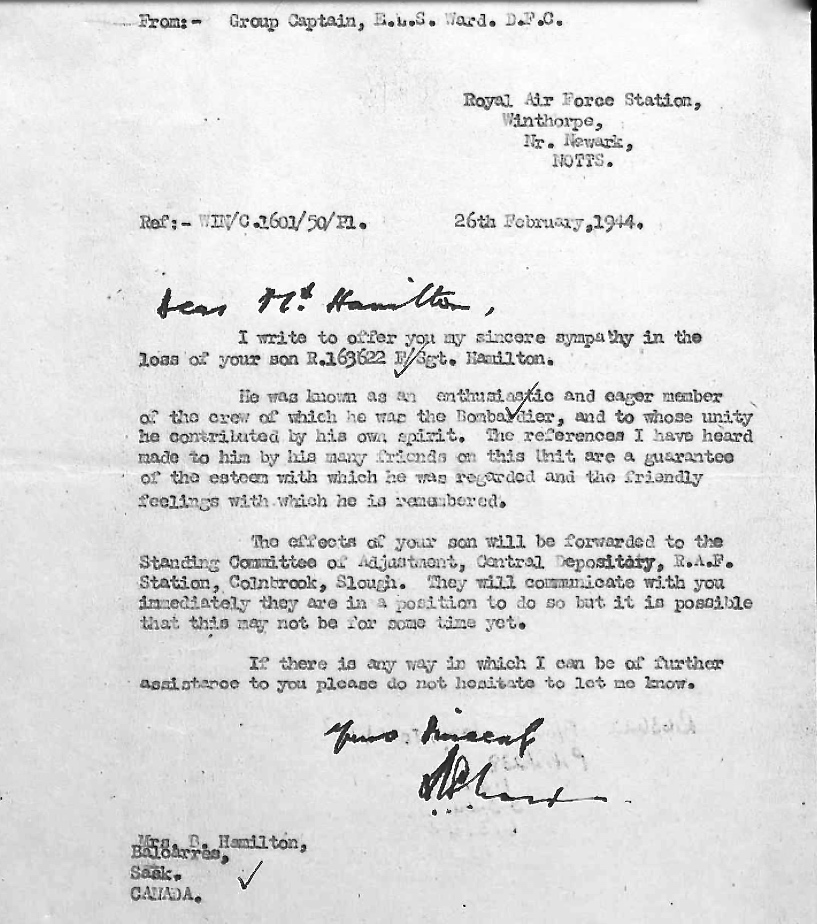 From:- Group Captain, E.L.S. Ward. D.F.C.
Royal Air Force Station,
Winthorpe,
Nr. Newark,
NOTTS.
Ref:- WIN/C.1601/50/P1. 26th February,1944.
Dear Mrs Hamilton,
I write to offer you my sincere sympathy in the
loss of your son R.163622 F/Sgt. Hamilton.
He was known as an enthusiastic and eager member
of the crew of which he was the Bombardier, and to whose unity
he contributed by his own spirit. The references I have heard
made to him by his many friends on this Unit are a guarantee
of the esteem with which he was regarded and the friendly
feelings with which he is remembered.
The effects of your son will be forwarded to the
Standing Committee of Adjustment, Central Depository, R.A.F.
Station, Colnbrook, Slough. They will communicate with you
immediately they are in a position to do so but it is possible
that this may not be for some time yet.
If there is any way in which I can be of further
assistance to you please do not hesitate to let me know.
Yours Sincerely
Mrs. B. Hamilton,
Balcarres,
Sask.
CANADA.